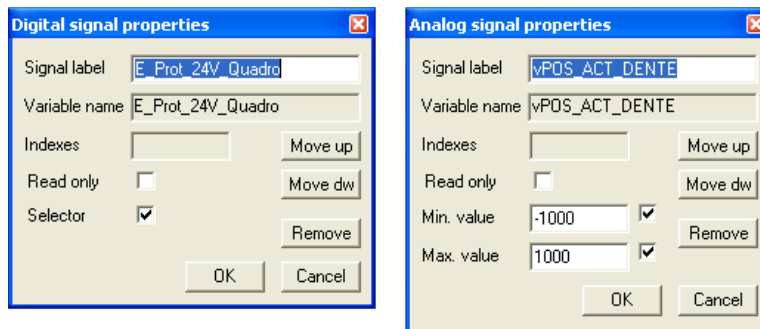 Digital signal properties
Signal label E_Prot_24V_Quadro
Variable name E_Prot_24V_Quadro
Indexes Move up
Read only Move dw
Selector
Remove
OK Cancel
Analog signal properties
Signal label vPOS_ACT_DENTE
Variable name vPOS_ACT_DENTE
Indexes Move up
Read only Move dw
Min. value -1000
Remove
Max. value 1000
OK Cancel